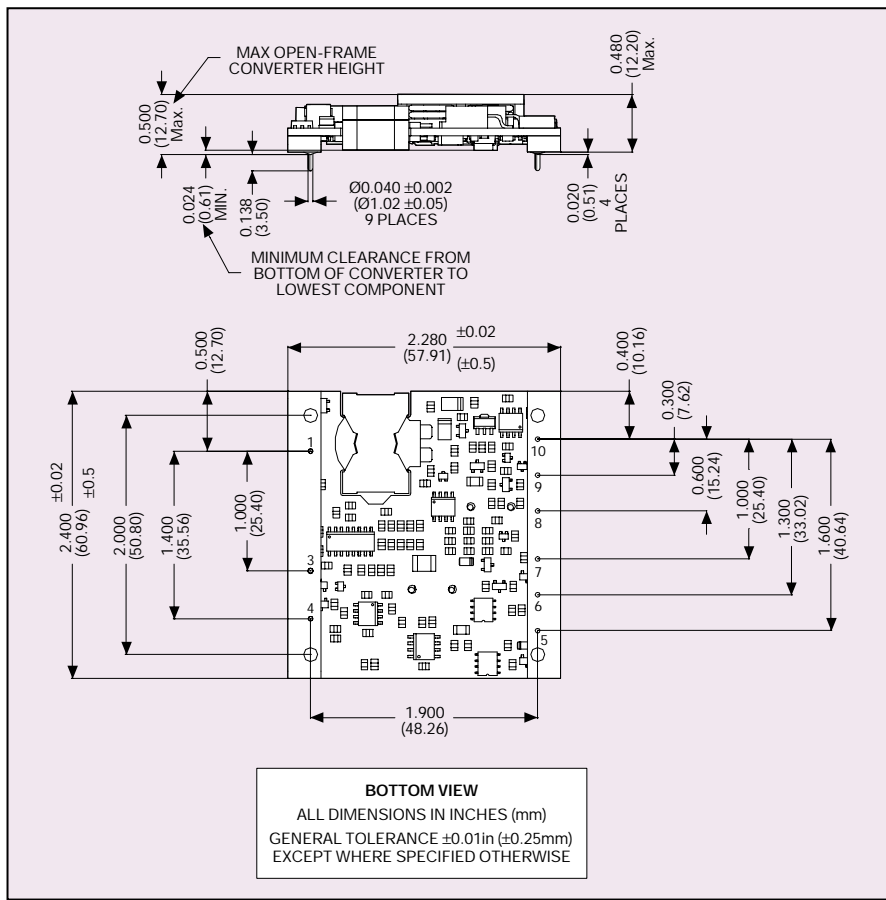 MAX OPEN-FRAME
CONVERTER HEIGHT
0.500
(12.70)
Max.
0.480
(12.20)
Max.
0.024
(0.61)
MIN.
0.138
(3.50)
Ø0.040 ±0.002
(Ø1.02 ±0.05)
9 PLACES
0.020
(0.51)
4
PLACES
MINIMUM CLEARANCE FROM
BOTTOM OF CONVERTER TO
LOWEST COMPONENT
0.500
(12.70)
2.280 ±0.02
(57.91) (±0.5)
0.400
(10.16)
0.300
(7.62)
2.400 ±0.02
(60.96) ±0.5
2.000
(50.80)
1.400
(35.56)
1.000
(25.40)
1
3
4
10
9
8
7
6
5
0.600
(15.24)
1.000
(25.40)
1.300
(33.02)
1.600
(40.64)
1.900
(48.26)
BOTTOM VIEW
ALL DIMENSIONS IN INCHES (mm)
GENERAL TOLERANCE ±0.01in (±0.25mm)
EXCEPT WHERE SPECIFIED OTHERWISE